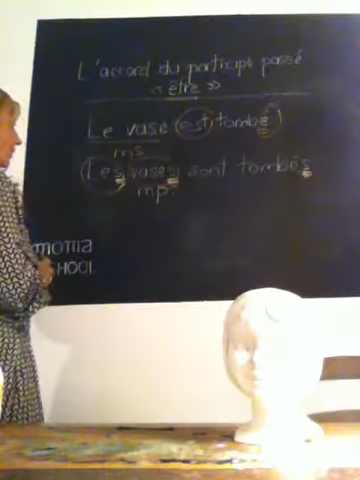 L'accord du participe passé
« être »
Le vase est tombé
ms
Les vases sont tombés
mp.